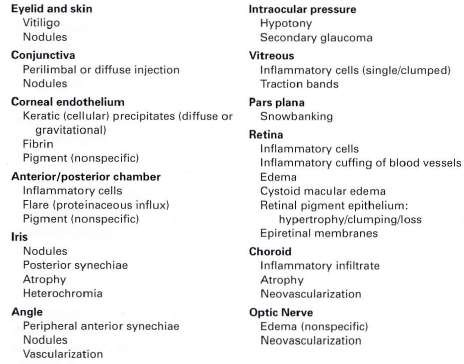 Eyelid and skin
Vitiligo
Nodules
Conjunctiva
Perilimbal or diffuse injection
Nodules
Corneal endothelium
Keratic (cellular) precipitates (diffuse or
gravitational)
Fibrin
Pigment (nonspecific)
Anterior/posterior chamber
Inflammatory cells
Flare (proteinaceous influx)
Pigment (nonspecific)
Iris
Nodules
Posterior synechiae
Atrophy
Heterochromia
Angle
Peripheral anterior synechiae
Nodules
Vascularization
Intraocular pressure
Hypotony
Secondary glaucoma
Vitreous
Inflammatory cells (single/clumped)
Traction bands
Pars plana
Snowbanking
Retina
Inflammatory cells
Inflammatory cuffing of blood vessels
Edema
Cystoid macular edema
Retinal pigment epithelium:
hypertrophy/clumping/loss
Epiretinal membranes
Choroid
Inflammatory infiltrate
Atrophy
Neovascularization
Optic Nerve
Edema (nonspecific)
Neovascularization